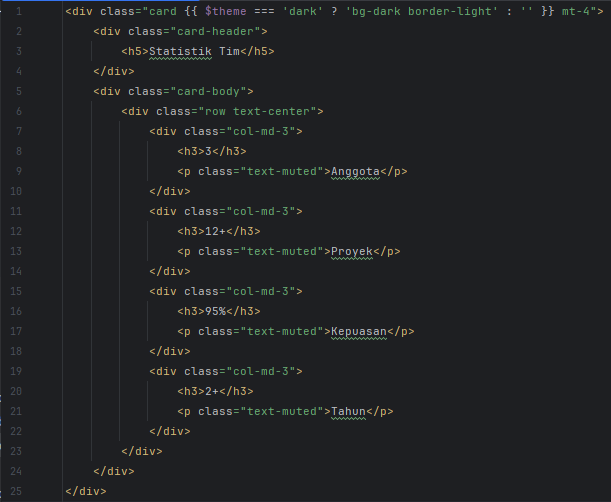 1 <div class="card {{ $theme === 'dark' ? 'bg-dark border-light' : '' }} mt-4">
2     <div class="card-header">
3         <h5>Statistik Tim</h5>
4     </div>
5     <div class="card-body">
6         <div class="row text-center">
7             <div class="col-md-3">
8                 <h3>3</h3>
9                 <p class="text-muted">Anggota</p>
10             </div>
11             <div class="col-md-3">
12                 <h3>12+</h3>
13                 <p class="text-muted">Proyek</p>
14             </div>
15             <div class="col-md-3">
16                 <h3>95%</h3>
17                 <p class="text-muted">Kepuasan</p>
18             </div>
19             <div class="col-md-3">
20                 <h3>2+</h3>
21                 <p class="text-muted">Tahun</p>
22             </div>
23         </div>
24     </div>
25 </div>